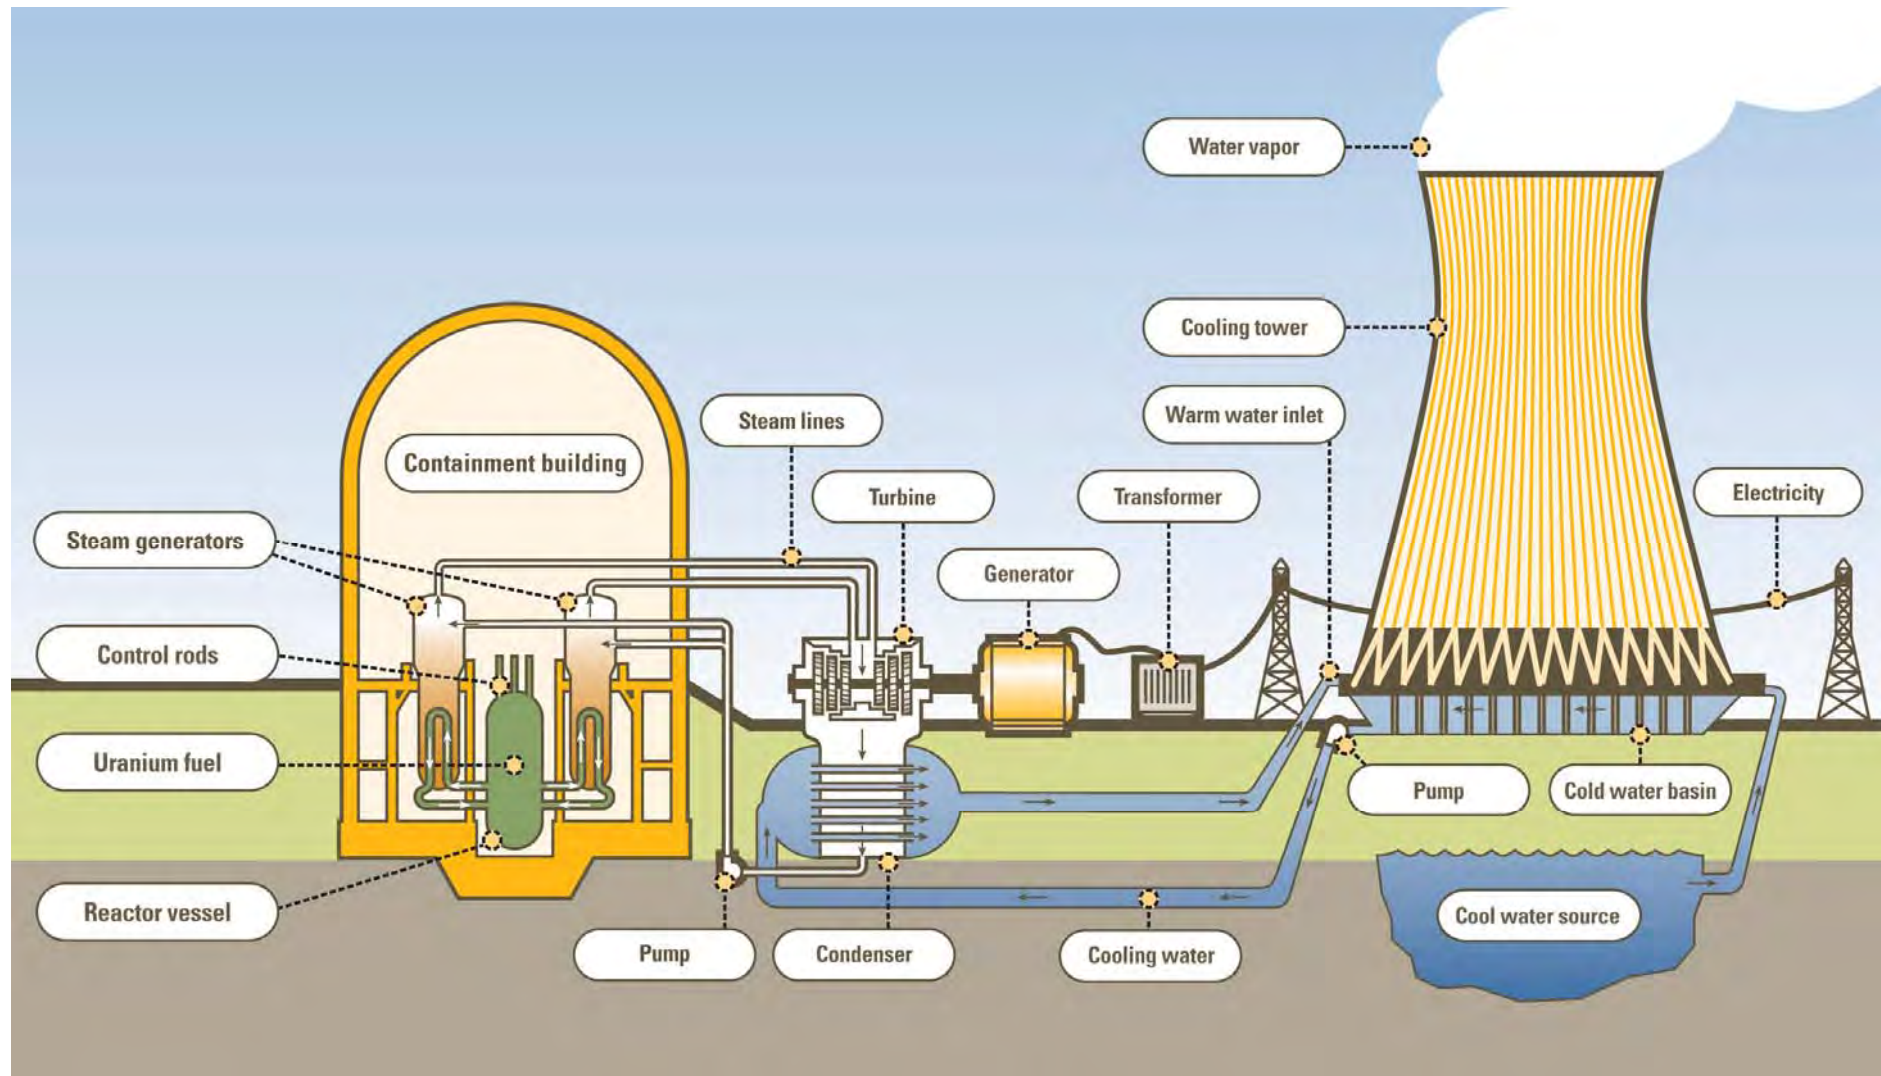 Water vapor
Cooling tower
Steam lines
Warm water inlet
Containment building
Turbine
Transformer
Electricity
Steam generators
Generator
Control rods
Uranium fuel
Pump
Cold water basin
Reactor vessel
Cool water source
Pump
Condenser
Cooling water